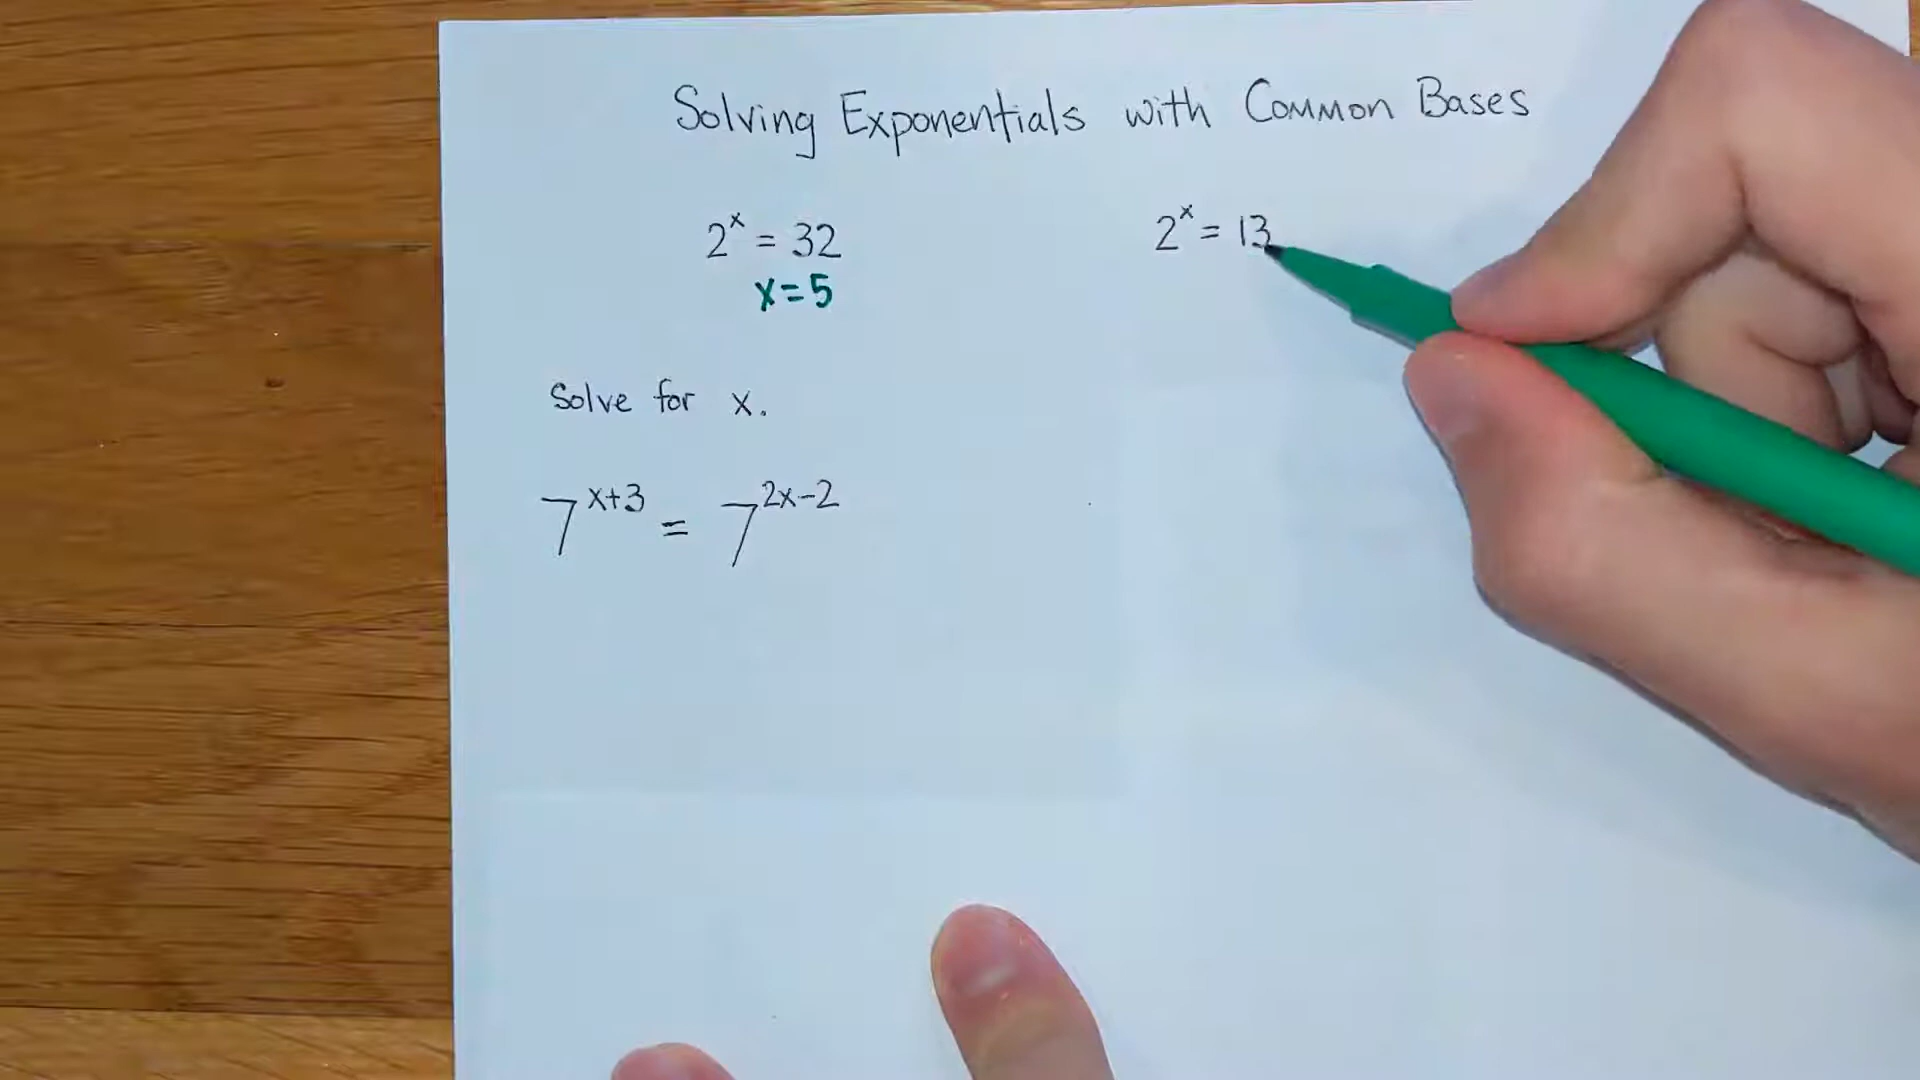 Solving Exponentials with Common Bases
2^x = 32
2^x = 13
x=5
Solve for x.
7^x+3 = 7^2x-2